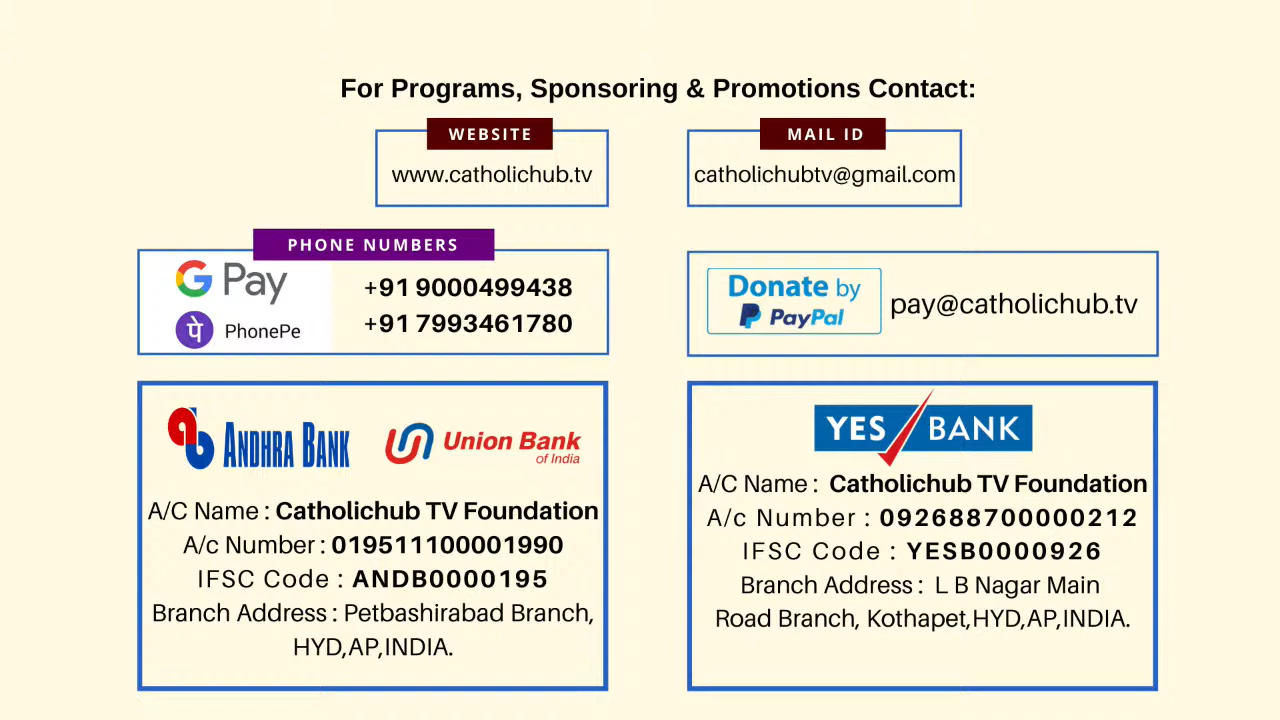 For Programs, Sponsoring & Promotions Contact:
WEBSITE
www.catholichub.tv
MAIL ID
catholichubtv@gmail.com
PHONE NUMBERS
G Pay
पे PhonePe
+91 9000499438
+91 7993461780
Donate by
PayPal
pay@catholichub.tv
ANDHRA BANK
Union Bank
of India
A/C Name : Catholichub TV Foundation
A/c Number : 019511100001990
IFSC Code : ANDB0000195
Branch Address : Petbashirabad Branch,
HYD,AP,INDIA.
YES BANK
A/C Name : Catholichub TV Foundation
A/c Number : 092688700000212
IFSC Code : YESB0000926
Branch Address : L B Nagar Main
Road Branch, Kothapet,HYD,AP,INDIA.